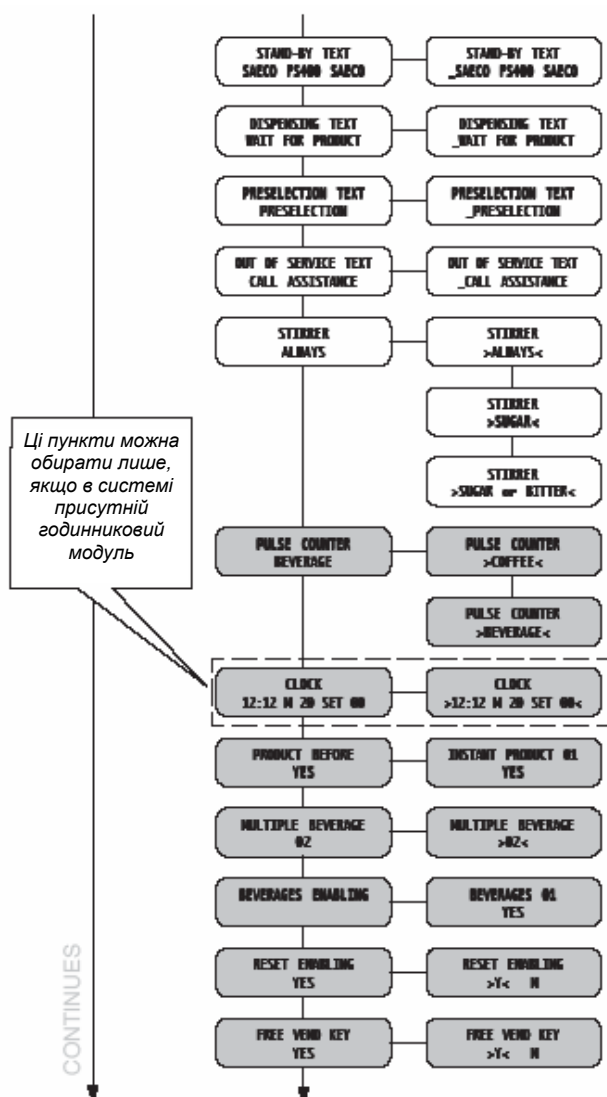 STAND-BY TEXT
SAECO PS400 SAECO
STAND-BY TEXT
_SAECO PS400 SAECO
DISPENSING TEXT
WAIT FOR PRODUCT
DISPENSING TEXT
_WAIT FOR PRODUCT
PRESELECTION TEXT
PRESELECTION
PRESELECTION TEXT
_PRESELECTION
OUT OF SERVICE TEXT
CALL ASSISTANCE
OUT OF SERVICE TEXT
_CALL ASSISTANCE
STIRRER
ALWAYS
STIRRER
>ALWAYS<
STIRRER
>SUGAR<
STIRRER
>SUGAR or BITTER<
Ці пункти можна
обирати лише,
якщо в системі
присутній
годинниковий
модуль
PULSE COUNTER
BEVERAGE
PULSE COUNTER
>COFFEE<
PULSE COUNTER
>BEVERAGE<
CLOCK
12:12 M 20 SET 00
CLOCK
>12:12 M 20 SET 00<
PRODUCT BEFORE
YES
INSTANT PRODUCT 01
YES
MULTIPLE BEVERAGE
02
MULTIPLE BEVERAGE
>02<
BEVERAGES ENABLING
BEVERAGES 01
YES
RESET ENABLING
YES
RESET ENABLING
>Y< N
FREE VEND KEY
YES
FREE VEND KEY
>Y< N
CONTINUES